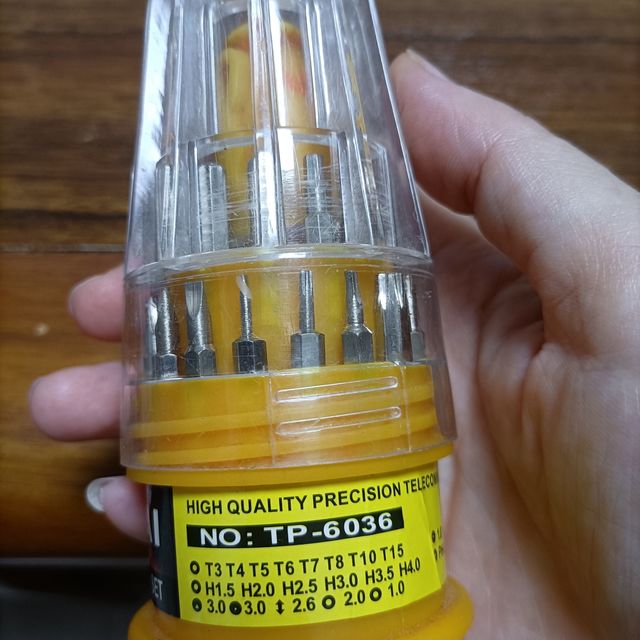 HIGH QUALITY PRECISION TELECOM
NO: TP-6036
T3 T4 T5 T6 T7 T8 T10 T15
H1.5 H2.0 H2.5 H3.0 H3.5 H4.0
3.0 3.0 2.6 2.0 1.0